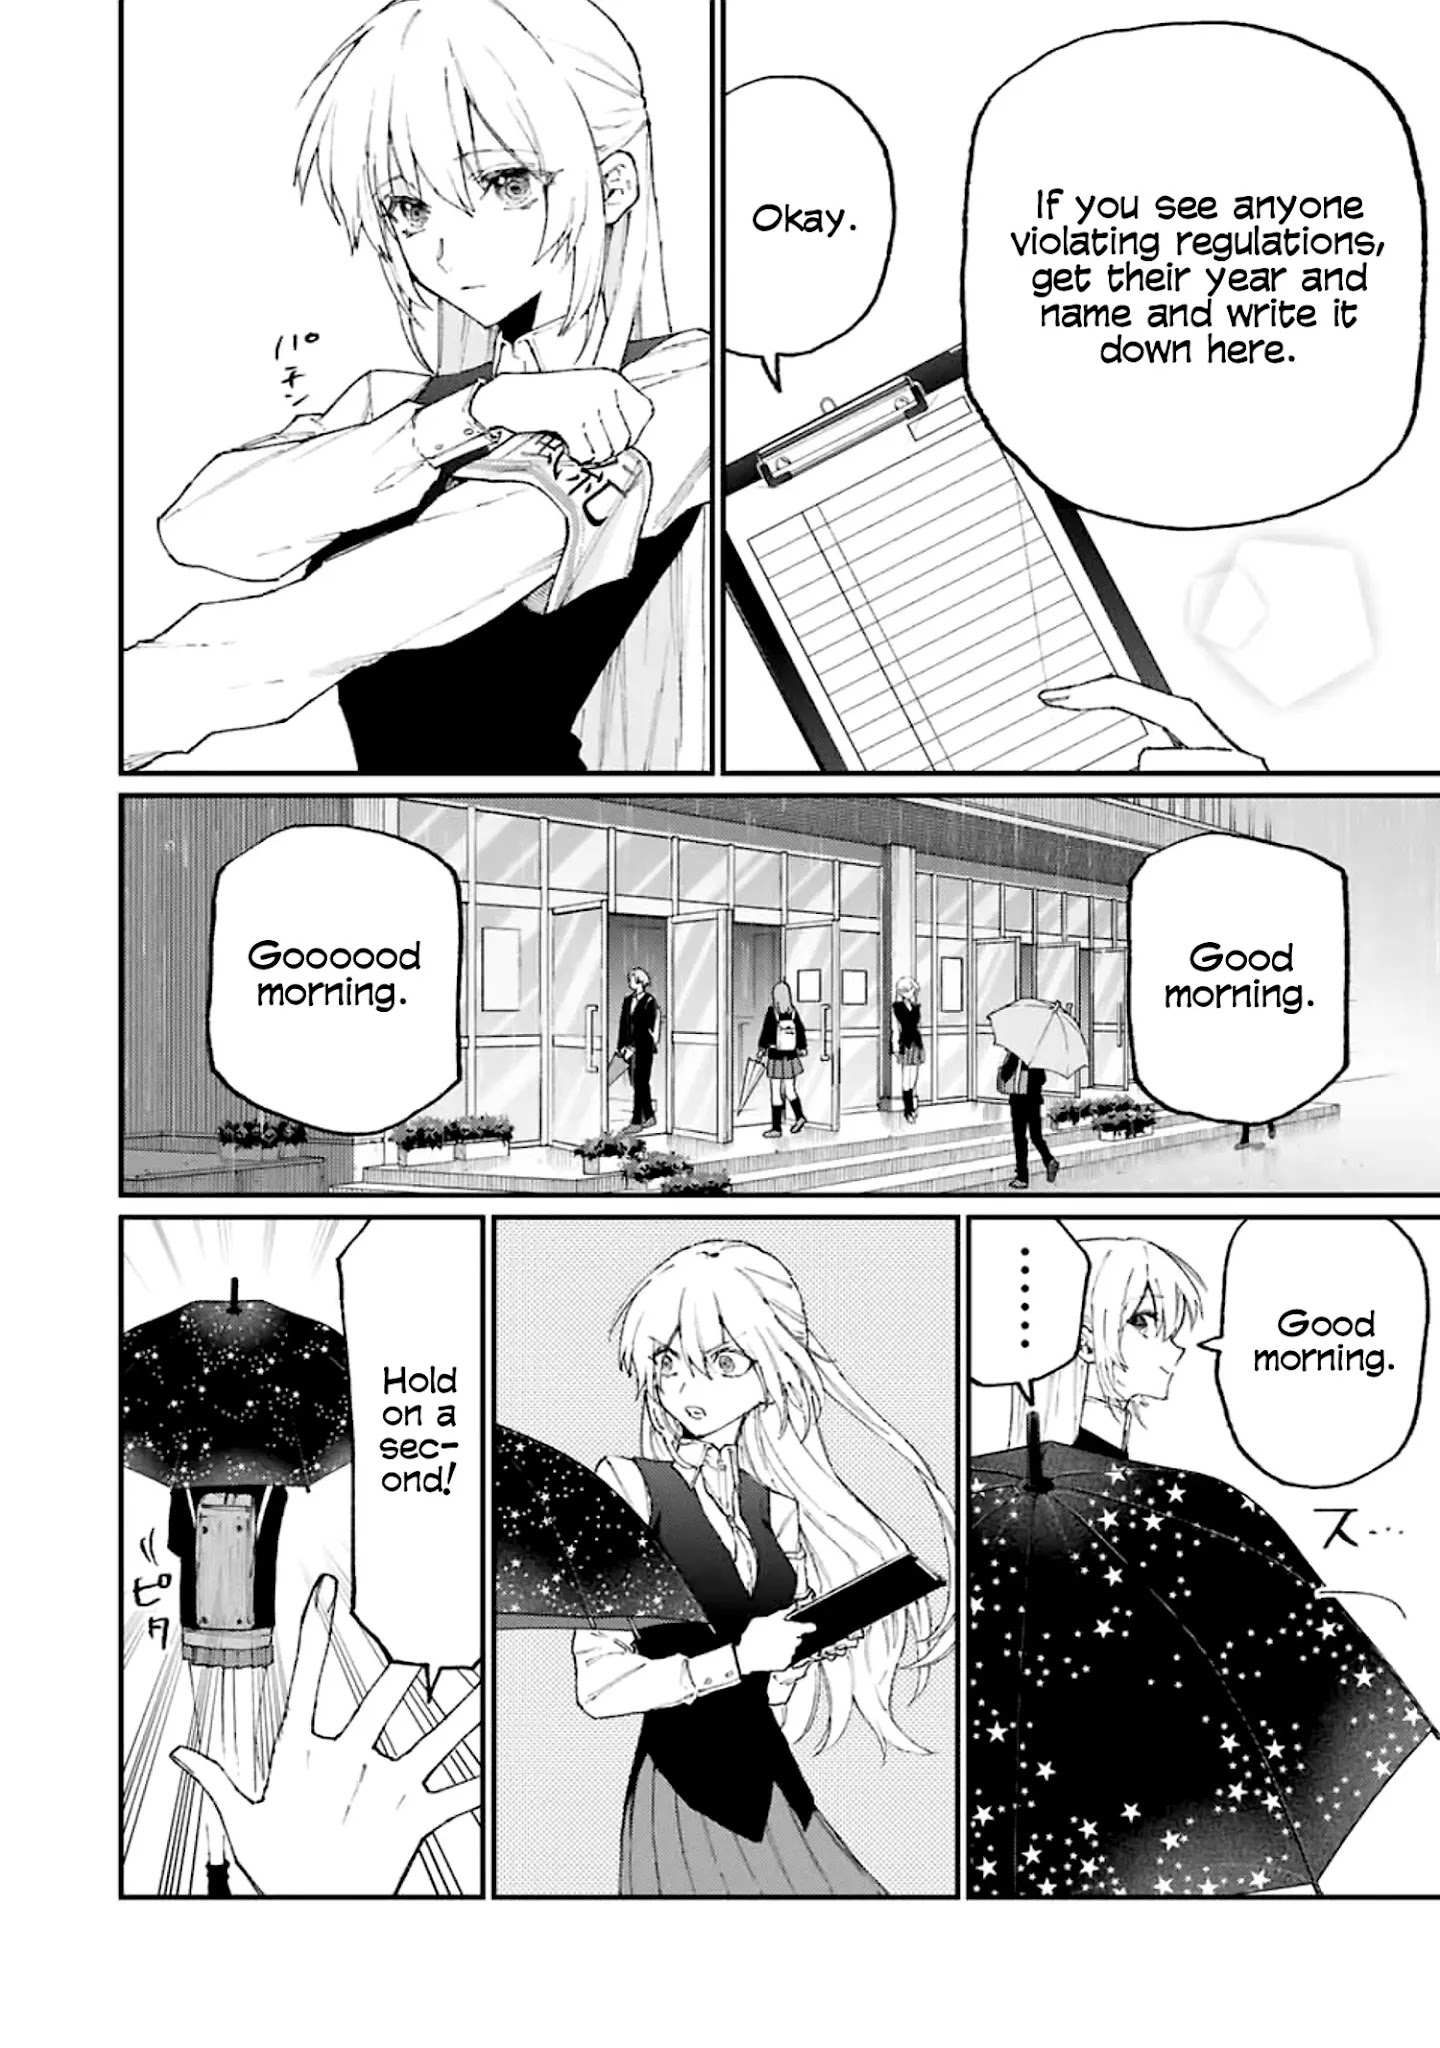 If you see anyone
violating regulations,
get their year and
name and write it
down here.
Okay.
パチン
Good
morning.
Goooood
morning.
Good
morning.
・・・・・・・
ス…
Hold
on a
sec-
ond!
ピタ